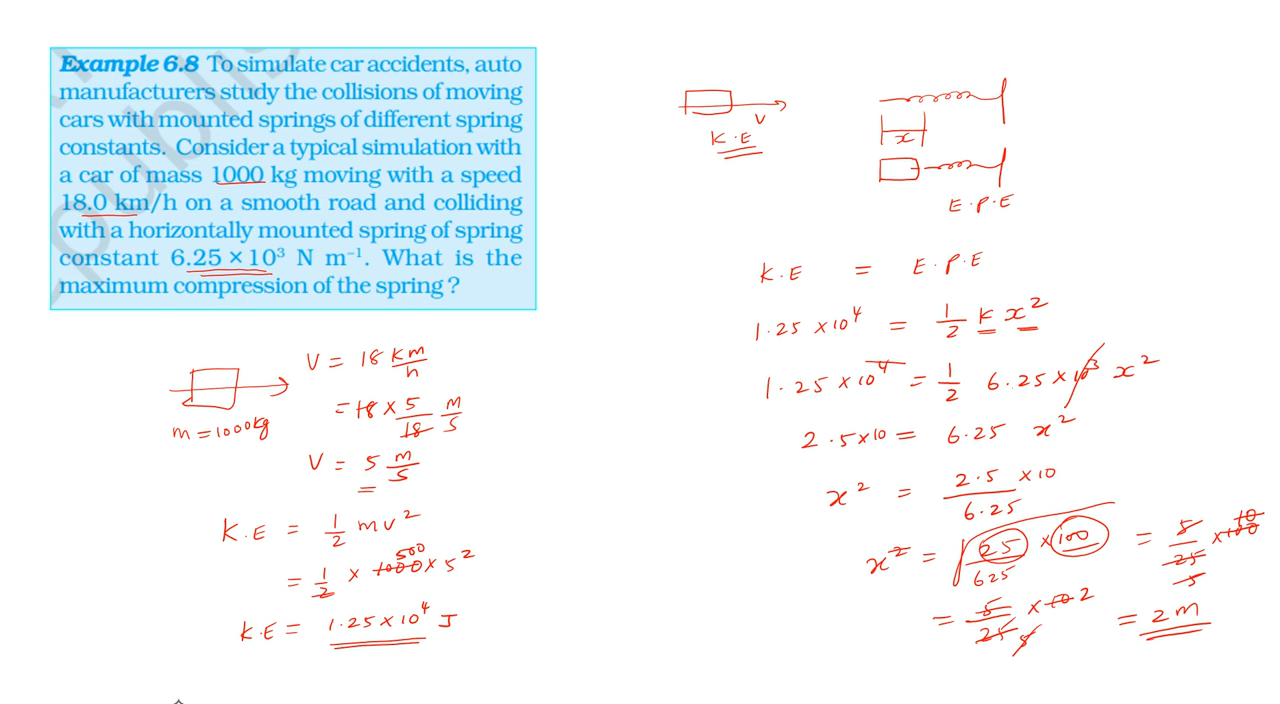 Example 6.8 To simulate car accidents, auto
manufacturers study the collisions of moving
cars with mounted springs of different spring
constants. Consider a typical simulation with
a car of mass 1000 kg moving with a speed
18.0 km/h on a smooth road and colliding
with a horizontally mounted spring of spring
constant 6.25 × 10³ N m⁻¹. What is the
maximum compression of the spring ?
m = 1000kg
V = 18 km/h
= 18 × 5/18 m/s
V = 5 m/s
K.E = 1/2 mv²
= 1/2 × 1000 500 × 5²
K.E = 1.25 × 10⁴ J
V
K.E
x
E.P.E
K.E = E.P.E
1.25 × 10⁴ = 1/2 k x²
1.25 × 10⁴ = 1/2 6.25 × 10³ x²
2.5 × 10 = 6.25 x²
x² = 2.5/6.25 × 10
x² = √25/625 × 100 = 5/25 5 × 100 10
= 5/25 5 × 10 2 = 2 m